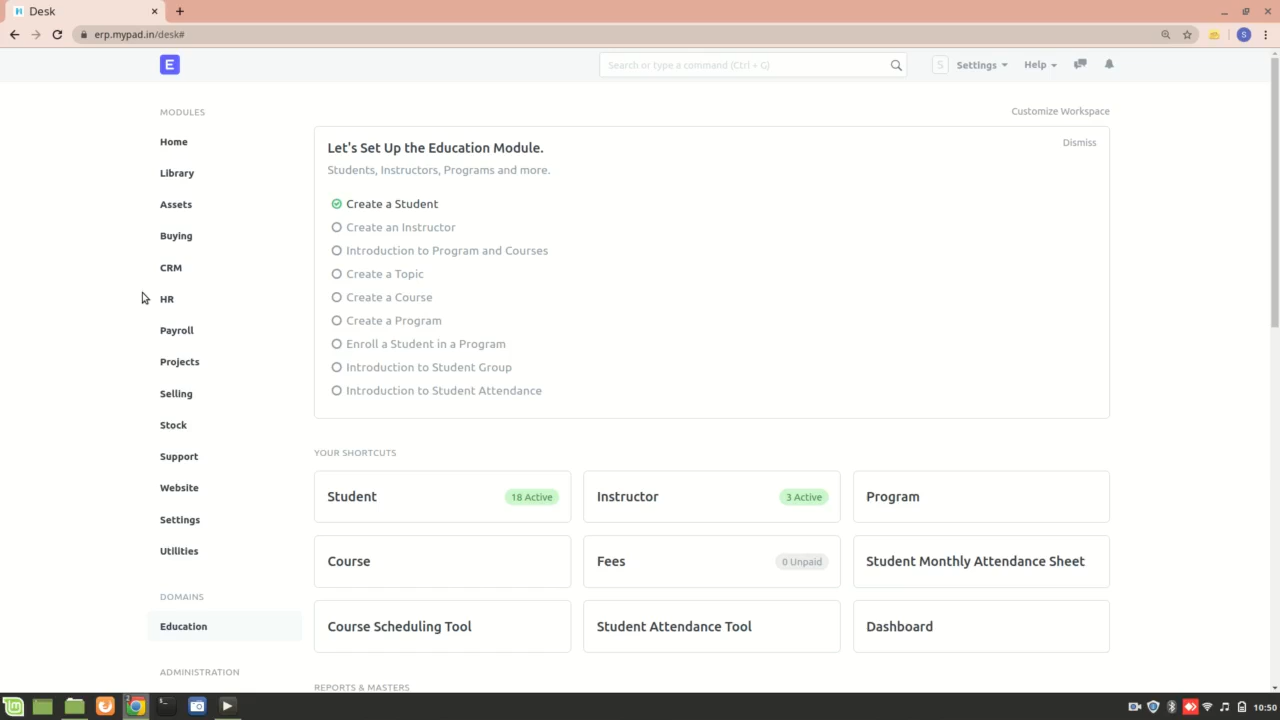 Desk
erp.mypad.in/desk#
S
E
Search or type a command (Ctrl + G)
S
Settings
Help
MODULES
Customize Workspace
Home
Library
Assets
Buying
CRM
HR
Payroll
Projects
Selling
Stock
Support
Website
Settings
Utilities
DOMAINS
Education
ADMINISTRATION
Let's Set Up the Education Module.
Dismiss
Students, Instructors, Programs and more.
Create a Student
Create an Instructor
Introduction to Program and Courses
Create a Topic
Create a Course
Create a Program
Enroll a Student in a Program
Introduction to Student Group
Introduction to Student Attendance
YOUR SHORTCUTS
Student 18 Active
Instructor 3 Active
Program
Course
Fees 0 Unpaid
Student Monthly Attendance Sheet
Course Scheduling Tool
Student Attendance Tool
Dashboard
REPORTS & MASTERS
2
10:50